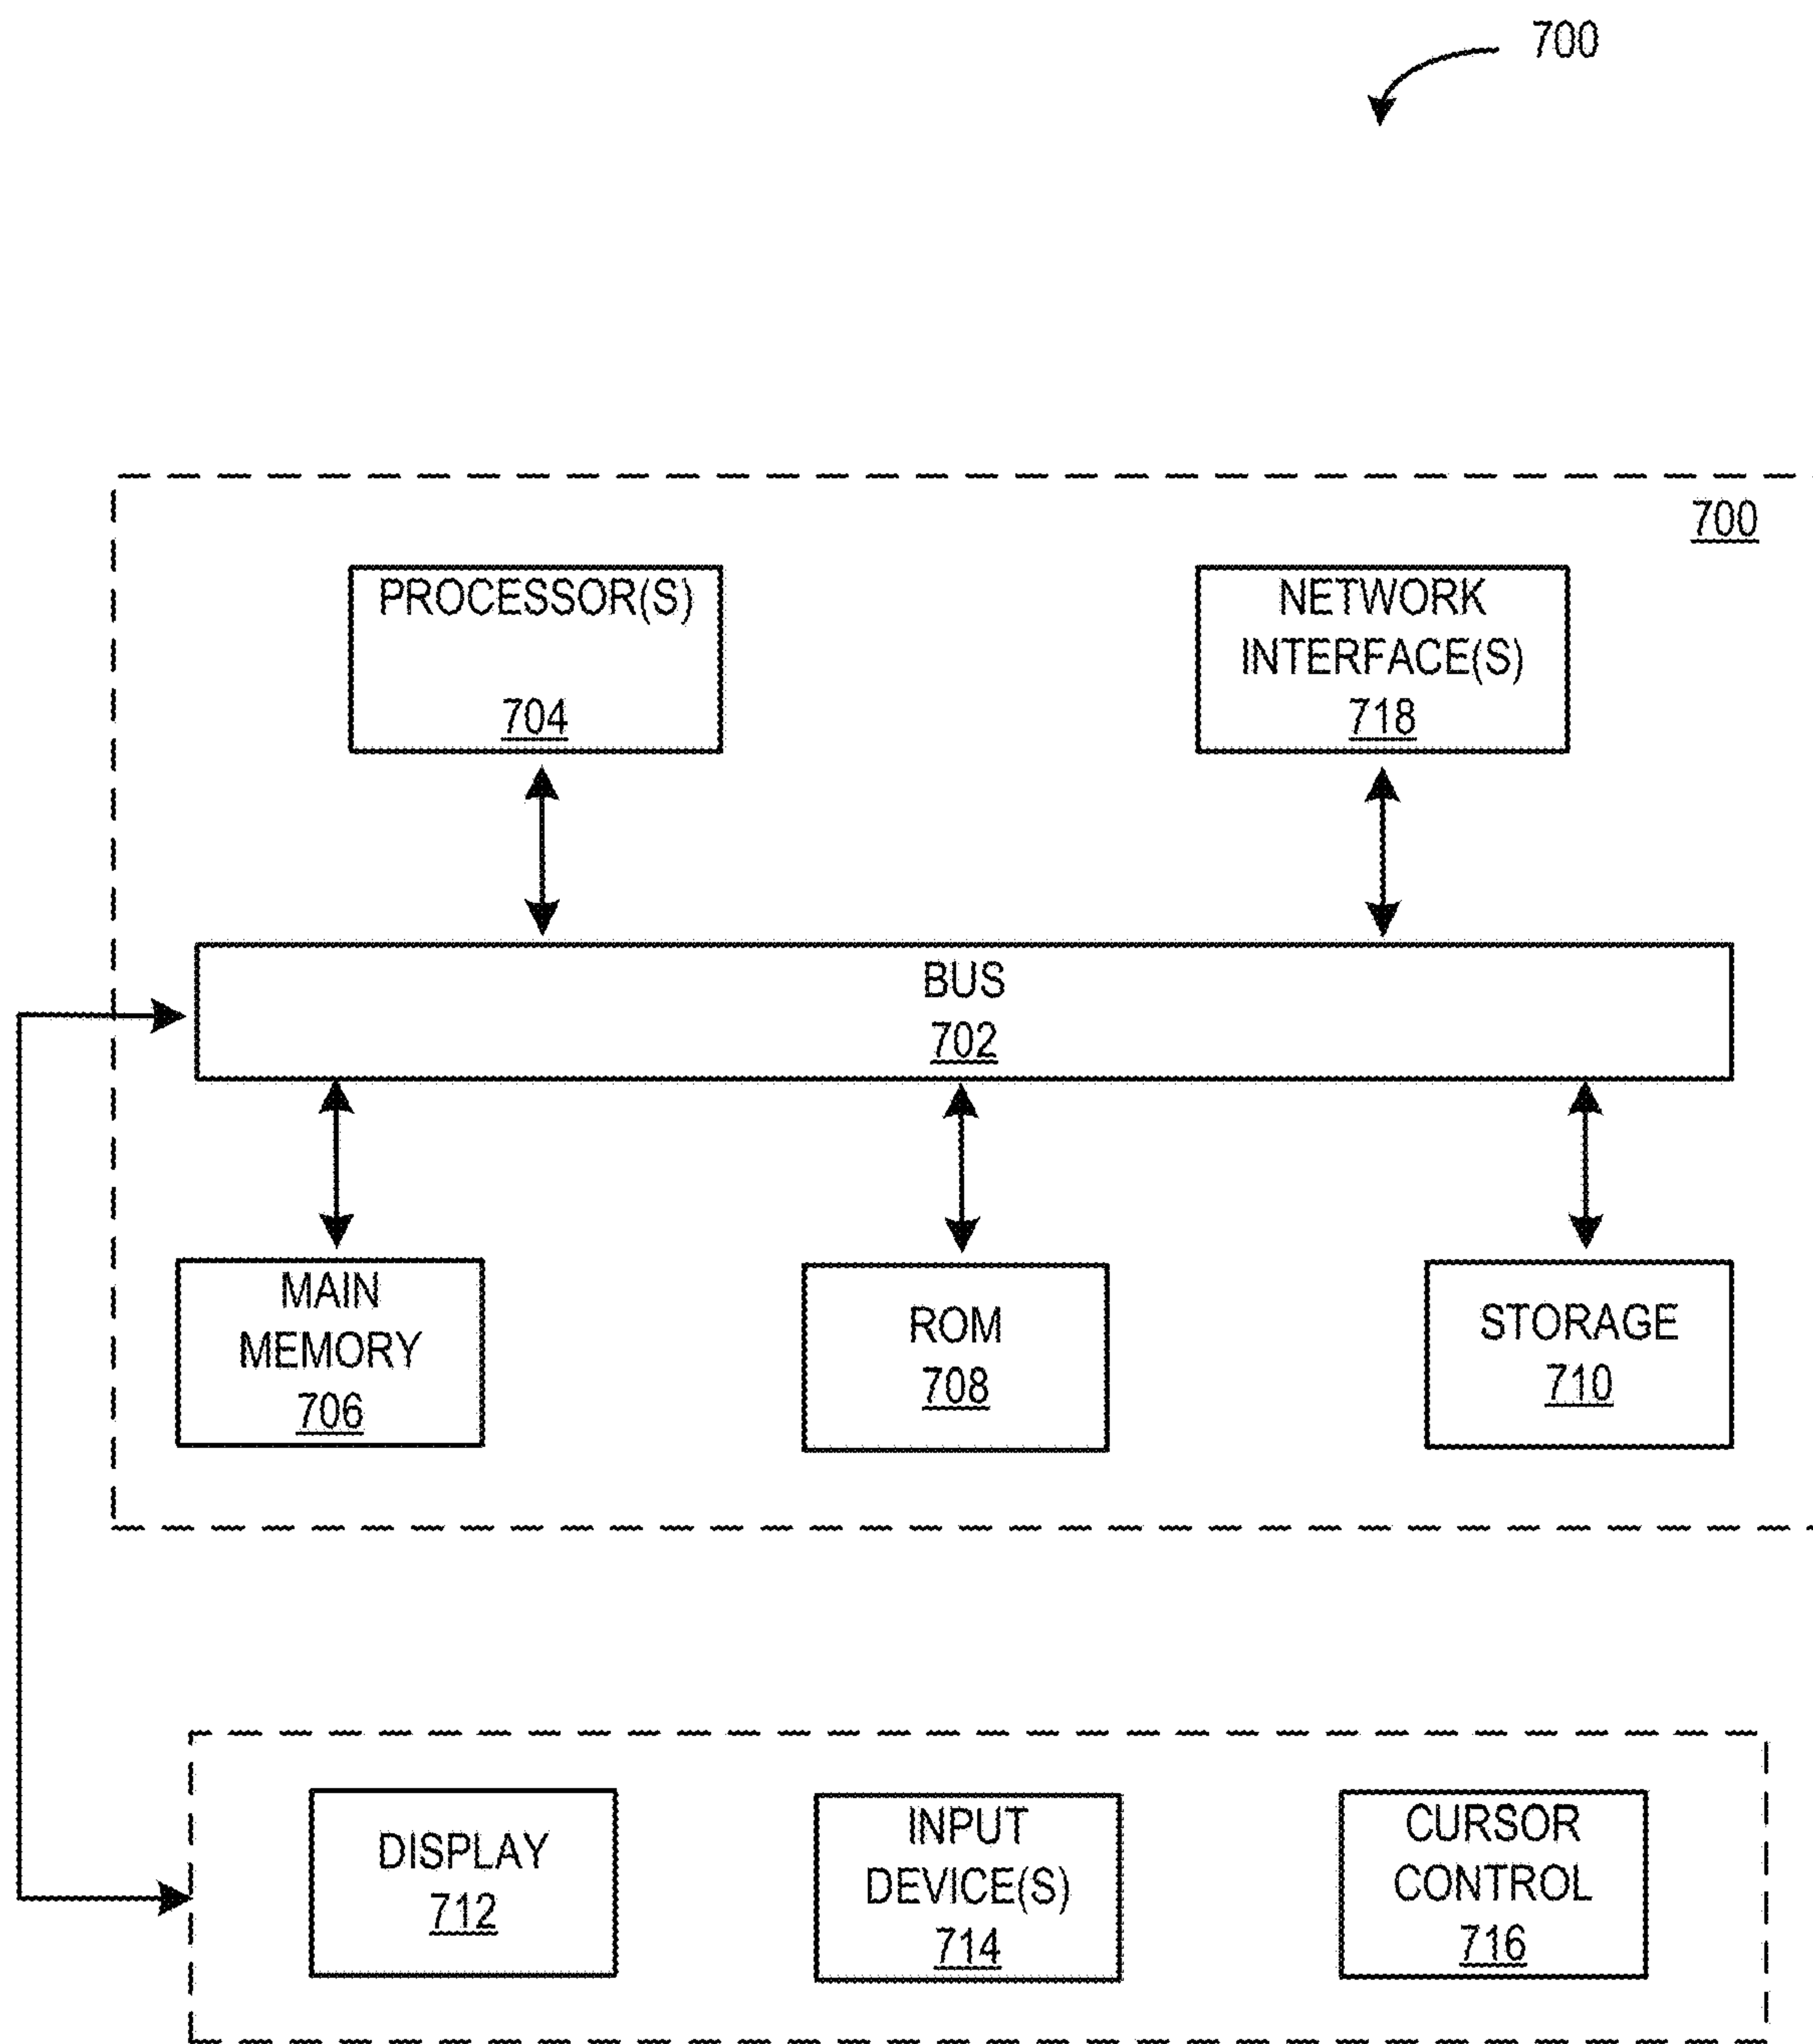 700
700
PROCESSOR(S)
704
NETWORK
INTERFACE(S)
718
BUS
702
MAIN
MEMORY
706
ROM
708
STORAGE
710
DISPLAY
712
INPUT
DEVICE(S)
714
CURSOR
CONTROL
716